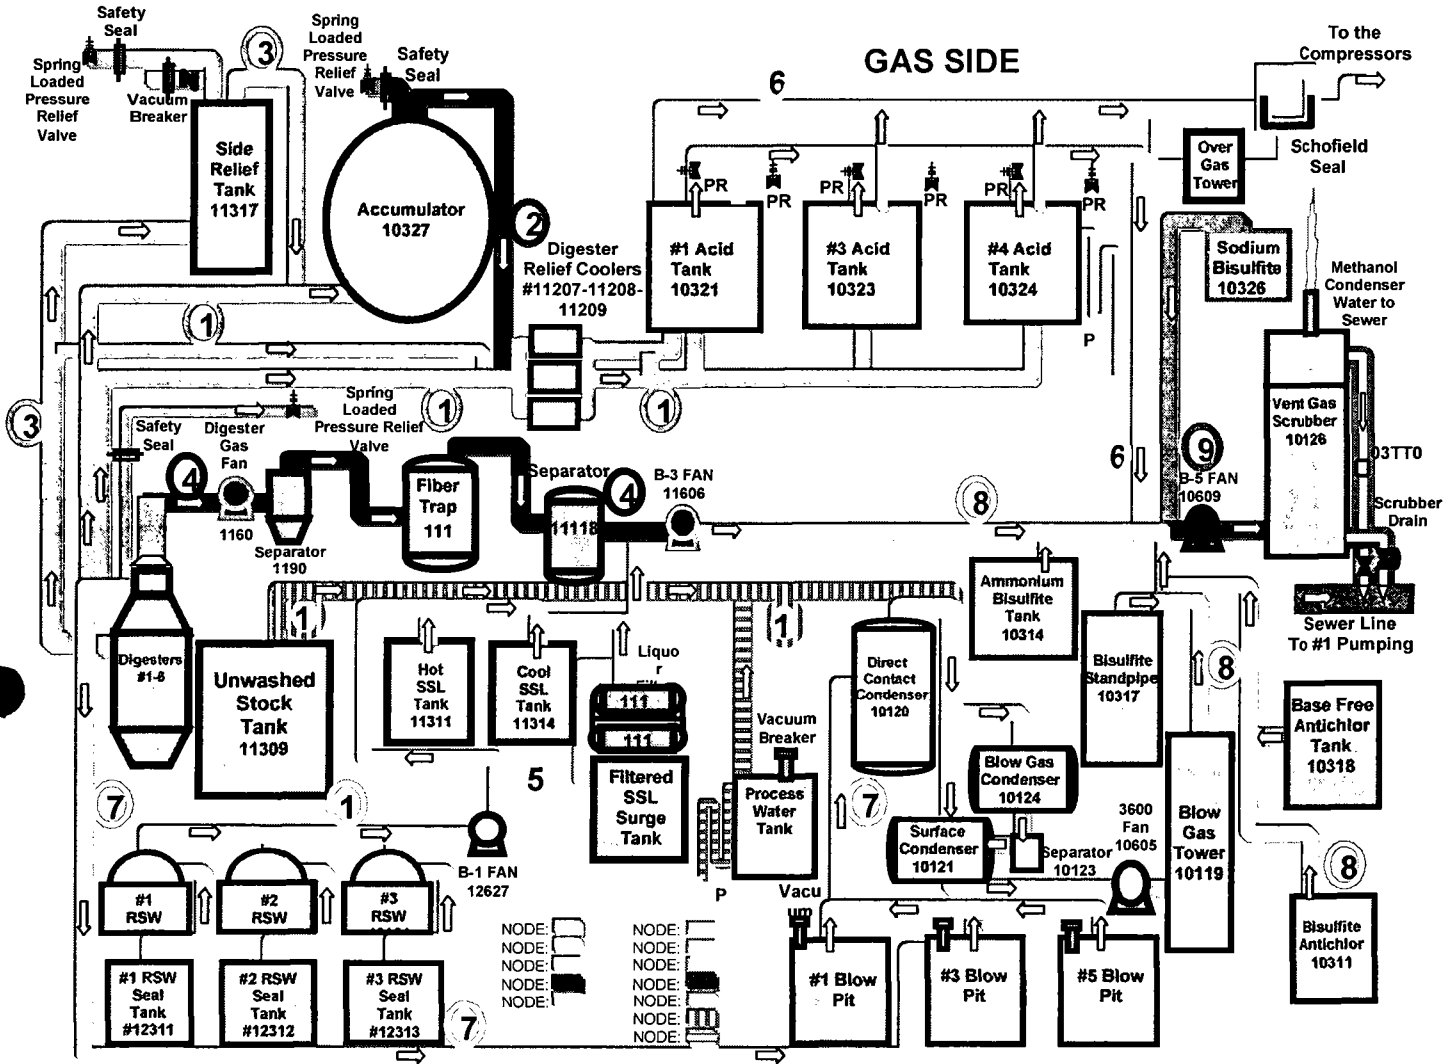 GAS SIDE
Safety
Seal
Spring
Loaded
Pressure
Relief
Valve
Vacuum
Breaker
3
Side
Relief
Tank
11317
Spring
Loaded
Pressure
Relief
Valve
Safety
Seal
Accumulator
10327
2
Digester
Relief Coolers
#11207-11208-
11209
6
To the
Compressors
Schofield
Seal
Over
Gas
Tower
PR
PR
PR
PR
PR
PR
#1 Acid
Tank
10321
#3 Acid
Tank
10323
#4 Acid
Tank
10324
P
Sodium
Bisulfite
10326
Methanol
Condenser
Water to
Sewer
Vent Gas
Scrubber
10126
03TT0
Scrubber
Drain
Sewer Line
To #1 Pumping
9
B-5 FAN
10609
6
1
1
1
3
Safety
Seal
Digester
Gas
Fan
Spring
Loaded
Pressure Relief
Valve
4
1160
Separator
1190
Fiber
Trap
111
Separator
11118
4
B-3 FAN
11606
8
Digesters
#1-6
Unwashed
Stock
Tank
11309
1
Hot
SSL
Tank
11311
Cool
SSL
Tank
11314
Liquo
r
111
111
Filtered
SSL
Surge
Tank
5
1
Vacuum
Breaker
Process
Water
Tank
P
Direct
Contact
Condenser
10120
Ammonium
Bisulfite
Tank
10314
Bisulfite
Standpipe
10317
8
Base Free
Antichlor
Tank
10318
Blow Gas
Condenser
10124
Surface
Condenser
10121
Separator
10123
3600
Fan
10605
Blow
Gas
Tower
10119
8
Bisulfite
Antichlor
10311
7
7
1
B-1 FAN
12627
#1
RSW
#2
RSW
#3
RSW
#1 RSW
Seal
Tank
#12311
#2 RSW
Seal
Tank
#12312
#3 RSW
Seal
Tank
#12313
7
NODE:
NODE:
NODE:
NODE:
NODE:
NODE:
NODE:
NODE:
NODE:
NODE:
NODE:
NODE:
Vacu
um
#1 Blow
Pit
#3 Blow
Pit
#5 Blow
Pit